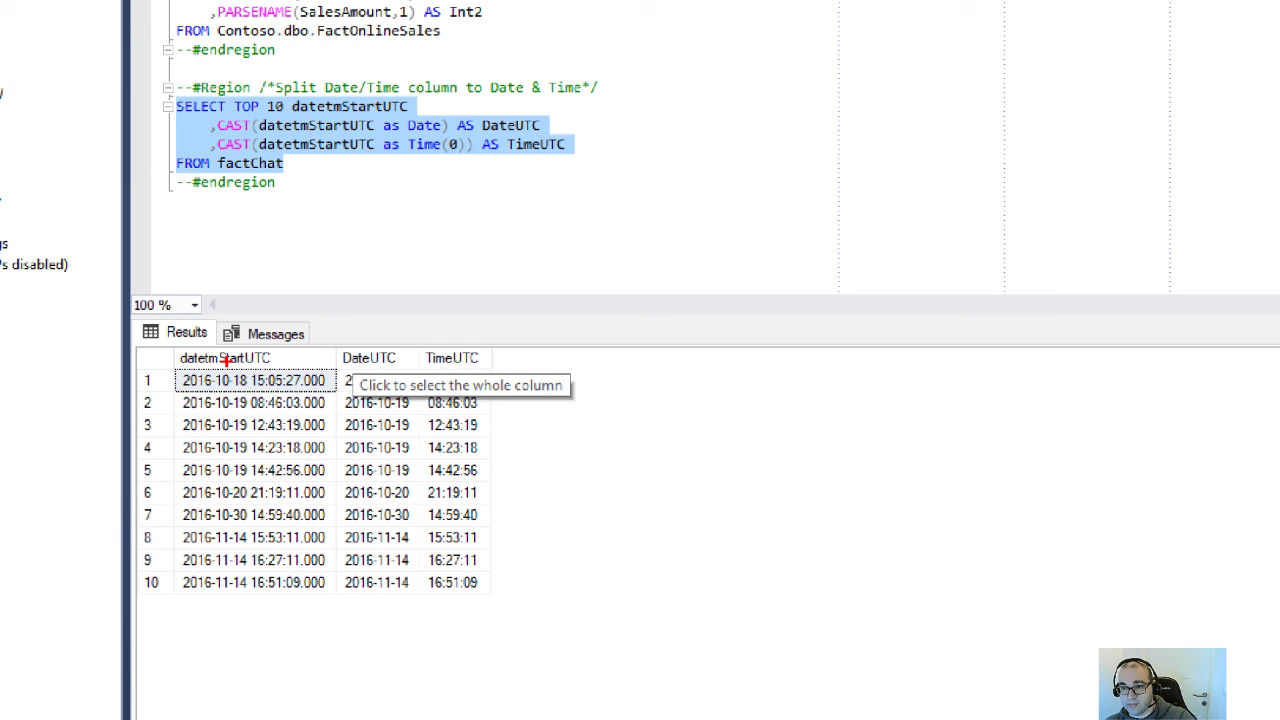 ,PARSENAME(SalesAmount,1) AS Int2
FROM Contoso.dbo.FactOnlineSales
--#endregion
--#Region /*Split Date/Time column to Date & Time*/
SELECT TOP 10 datetmStartUTC
,CAST(datetmStartUTC as Date) AS DateUTC
,CAST(datetmStartUTC as Time(0)) AS TimeUTC
FROM factChat
--#endregion
gs
's disabled)
100 %
Results Messages
datetmStartUTC DateUTC TimeUTC
1 2016-10-18 15:05:27.000 2
Click to select the whole column
2 2016-10-19 08:46:03.000 2016-10-19 08:46:03
3 2016-10-19 12:43:19.000 2016-10-19 12:43:19
4 2016-10-19 14:23:18.000 2016-10-19 14:23:18
5 2016-10-19 14:42:56.000 2016-10-19 14:42:56
6 2016-10-20 21:19:11.000 2016-10-20 21:19:11
7 2016-10-30 14:59:40.000 2016-10-30 14:59:40
8 2016-11-14 15:53:11.000 2016-11-14 15:53:11
9 2016-11-14 16:27:11.000 2016-11-14 16:27:11
10 2016-11-14 16:51:09.000 2016-11-14 16:51:09